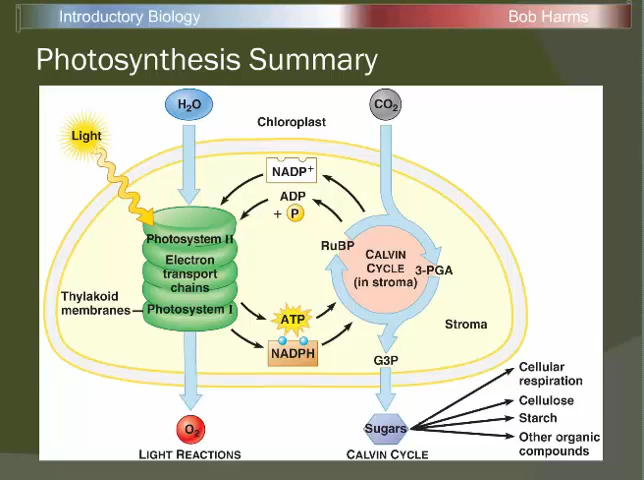 Introductory Biology
Bob Harms
Photosynthesis Summary
H₂O
CO₂
Chloroplast
Light
NADP⁺
ADP
+ P
RuBP
CALVIN
CYCLE
(in stroma)
3-PGA
Photosystem II
Electron
transport
chains
Photosystem I
Thylakoid
membranes
ATP
NADPH
Stroma
G3P
O₂
Sugars
Cellular
respiration
Cellulose
Starch
Other organic
compounds
LIGHT REACTIONS
CALVIN CYCLE